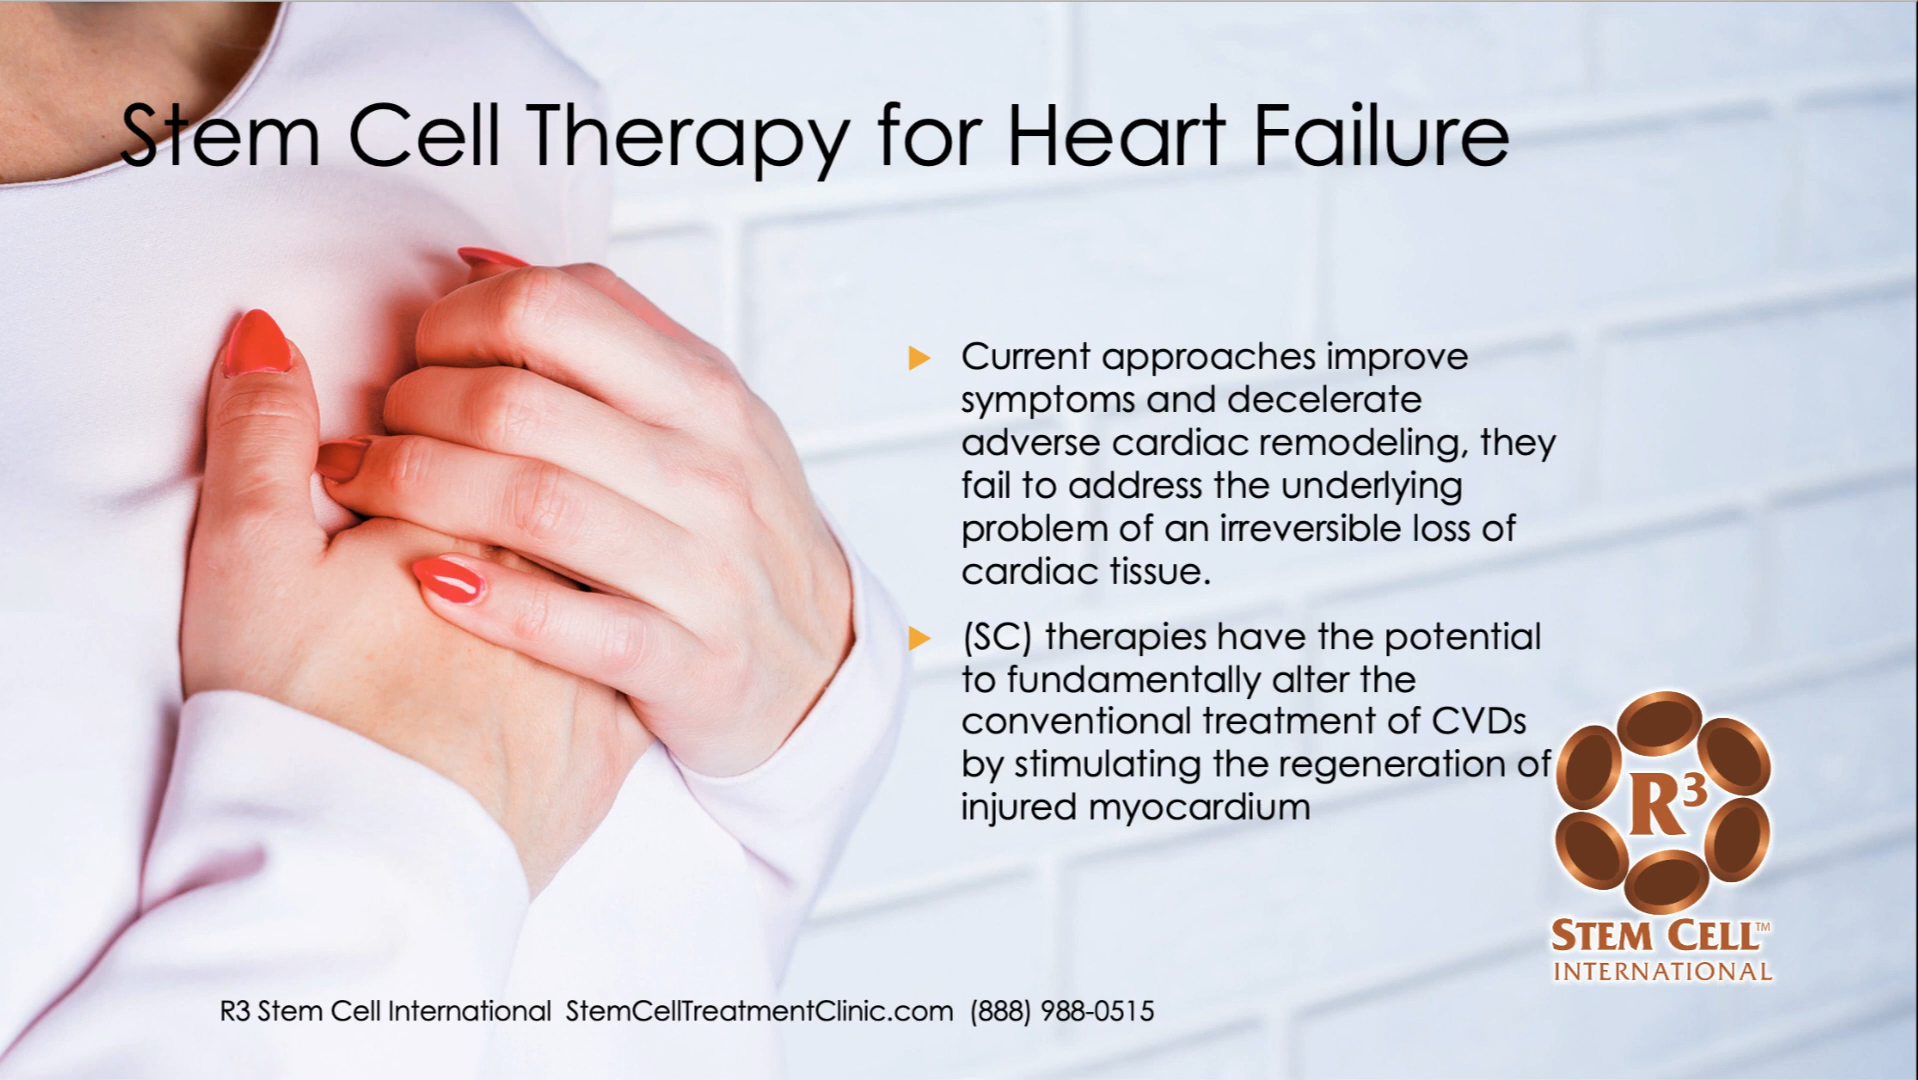 Stem Cell Therapy for Heart Failure
Current approaches improve
symptoms and decelerate
adverse cardiac remodeling, they
fail to address the underlying
problem of an irreversible loss of
cardiac tissue.
(SC) therapies have the potential
to fundamentally alter the
conventional treatment of CVDs
by stimulating the regeneration of
injured myocardium
R³
STEM CELL™
INTERNATIONAL
R3 Stem Cell International StemCellTreatmentClinic.com (888) 988-0515